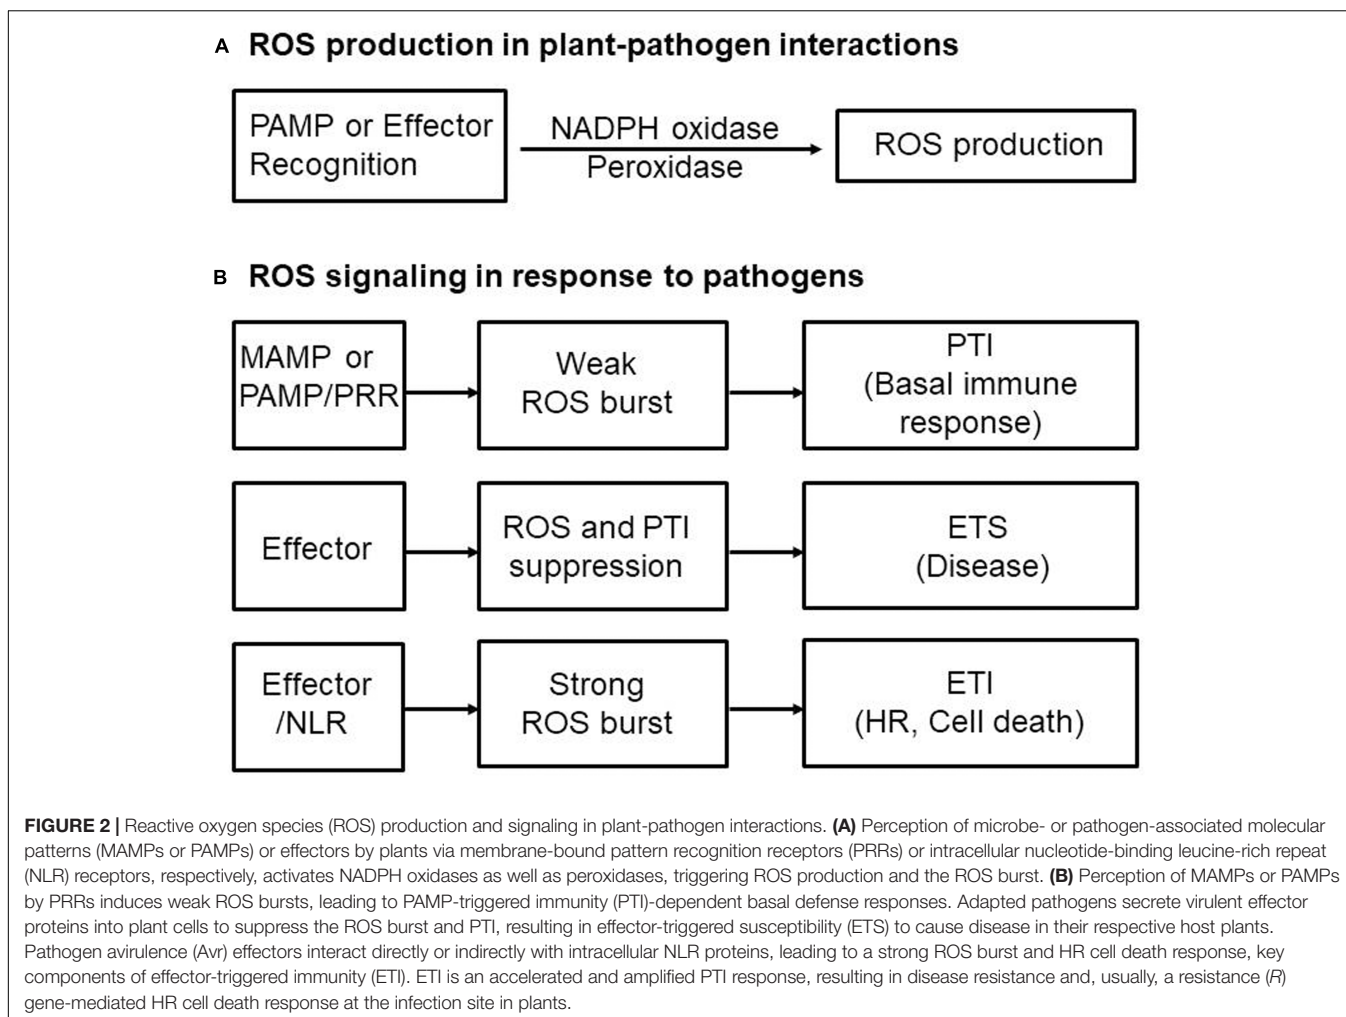 A ROS production in plant-pathogen interactions
PAMP or Effector
Recognition
NADPH oxidase
Peroxidase
ROS production
B ROS signaling in response to pathogens
MAMP or
PAMP/PRR
Weak
ROS burst
PTI
(Basal immune
response)
Effector
ROS and PTI
suppression
ETS
(Disease)
Effector
/NLR
Strong
ROS burst
ETI
(HR, Cell death)
FIGURE 2 | Reactive oxygen species (ROS) production and signaling in plant-pathogen interactions. (A) Perception of microbe- or pathogen-associated molecular
patterns (MAMPs or PAMPs) or effectors by plants via membrane-bound pattern recognition receptors (PRRs) or intracellular nucleotide-binding leucine-rich repeat
(NLR) receptors, respectively, activates NADPH oxidases as well as peroxidases, triggering ROS production and the ROS burst. (B) Perception of MAMPs or PAMPs
by PRRs induces weak ROS bursts, leading to PAMP-triggered immunity (PTI)-dependent basal defense responses. Adapted pathogens secrete virulent effector
proteins into plant cells to suppress the ROS burst and PTI, resulting in effector-triggered susceptibility (ETS) to cause disease in their respective host plants.
Pathogen avirulence (Avr) effectors interact directly or indirectly with intracellular NLR proteins, leading to a strong ROS burst and HR cell death response, key
components of effector-triggered immunity (ETI). ETI is an accelerated and amplified PTI response, resulting in disease resistance and, usually, a resistance (R)
gene-mediated HR cell death response at the infection site in plants.